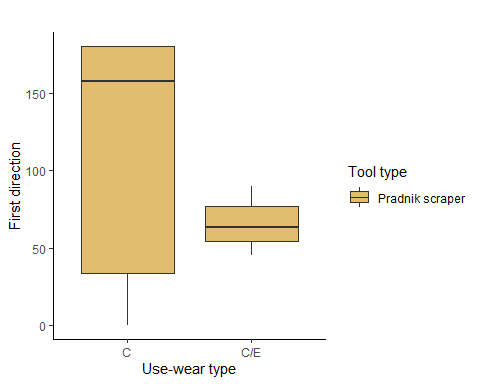 First direction
150
100
50
0
C
C/E
Use-wear type
Tool type
Pradnik scraper